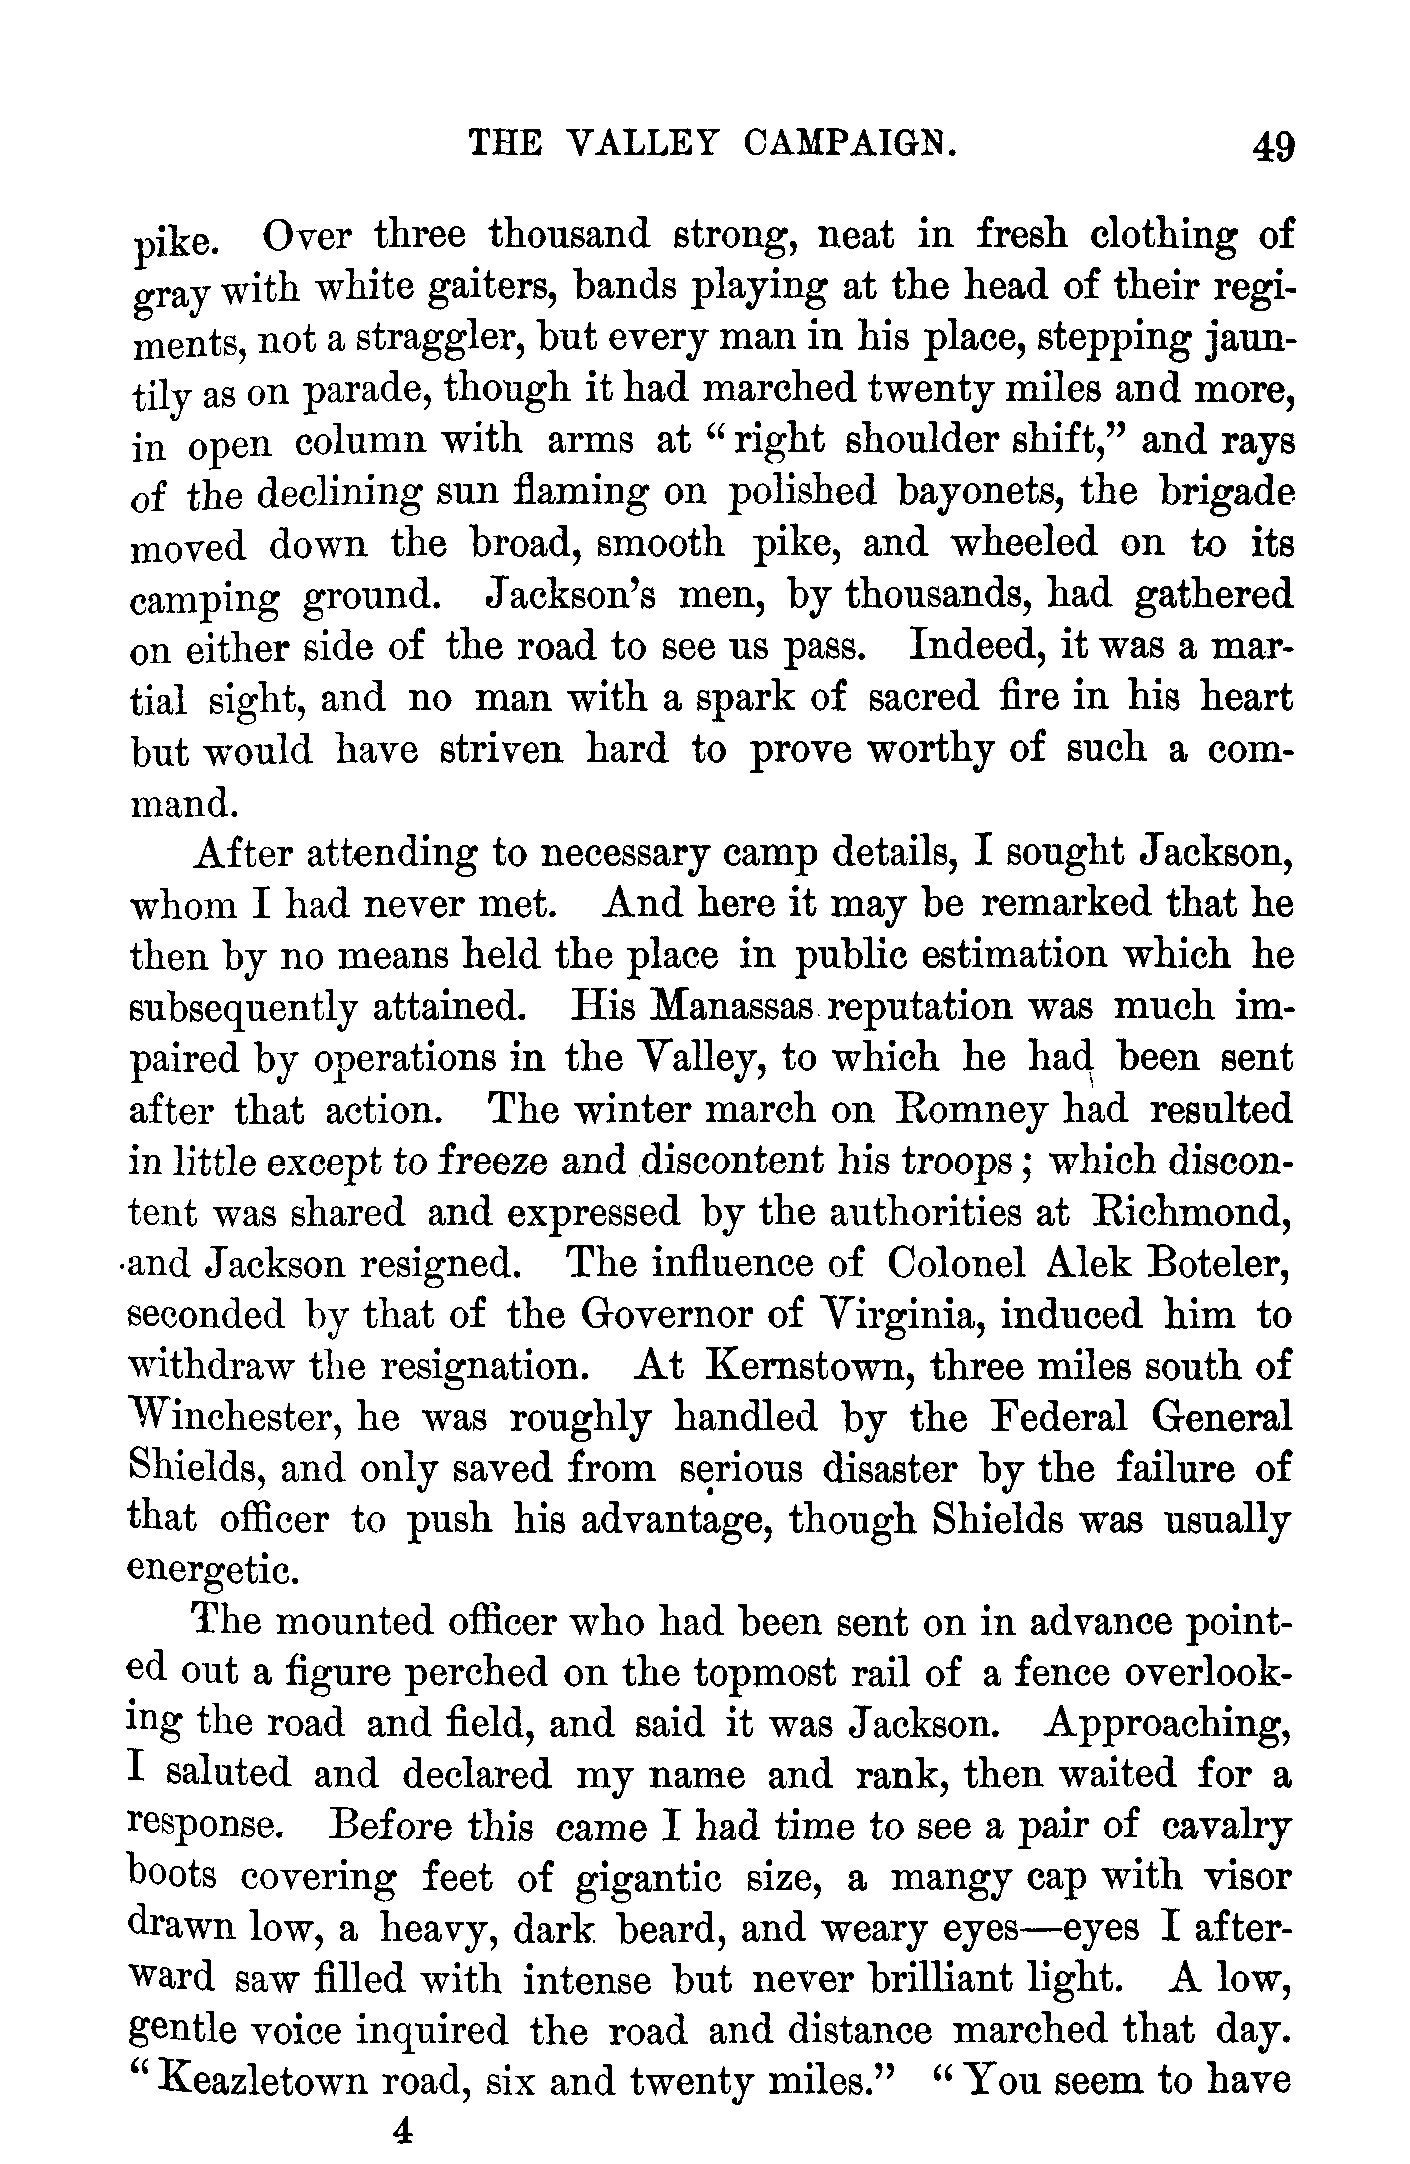 THE VALLEY CAMPAIGN. 49
pike. Over three thousand strong, neat in fresh clothing of
gray with white gaiters, bands playing at the head of their regi-
ments, not a straggler, but every man in his place, stepping jaun-
tily as on parade, though it had marched twenty miles and more,
in open column with arms at “right shoulder shift,” and rays
of the declining sun flaming on polished bayonets, the brigade
moved down the broad, smooth pike, and wheeled on to its
camping ground. Jackson’s men, by thousands, had gathered
on either side of the road to see us pass. Indeed, it was a mar-
tial sight, and no man with a spark of sacred fire in his heart
but would have striven hard to prove worthy of such a com-
mand.
After attending to necessary camp details, I sought Jackson,
whom I had never met. And here it may be remarked that he
then by no means held the place in public estimation which he
subsequently attained. His Manassas reputation was much im-
paired by operations in the Valley, to which he had been sent
after that action. The winter march on Romney had resulted
in little except to freeze and discontent his troops; which discon-
tent was shared and expressed by the authorities at Richmond,
and Jackson resigned. The influence of Colonel Alek Boteler,
seconded by that of the Governor of Virginia, induced him to
withdraw the resignation. At Kernstown, three miles south of
Winchester, he was roughly handled by the Federal General
Shields, and only saved from serious disaster by the failure of
that officer to push his advantage, though Shields was usually
energetic.
The mounted officer who had been sent on in advance point-
ed out a figure perched on the topmost rail of a fence overlook-
ing the road and field, and said it was Jackson. Approaching,
I saluted and declared my name and rank, then waited for a
response. Before this came I had time to see a pair of cavalry
boots covering feet of gigantic size, a mangy cap with visor
drawn low, a heavy, dark beard, and weary eyes—eyes I after-
ward saw filled with intense but never brilliant light. A low,
gentle voice inquired the road and distance marched that day.
“Keazletown road, six and twenty miles.” “You seem to have
4